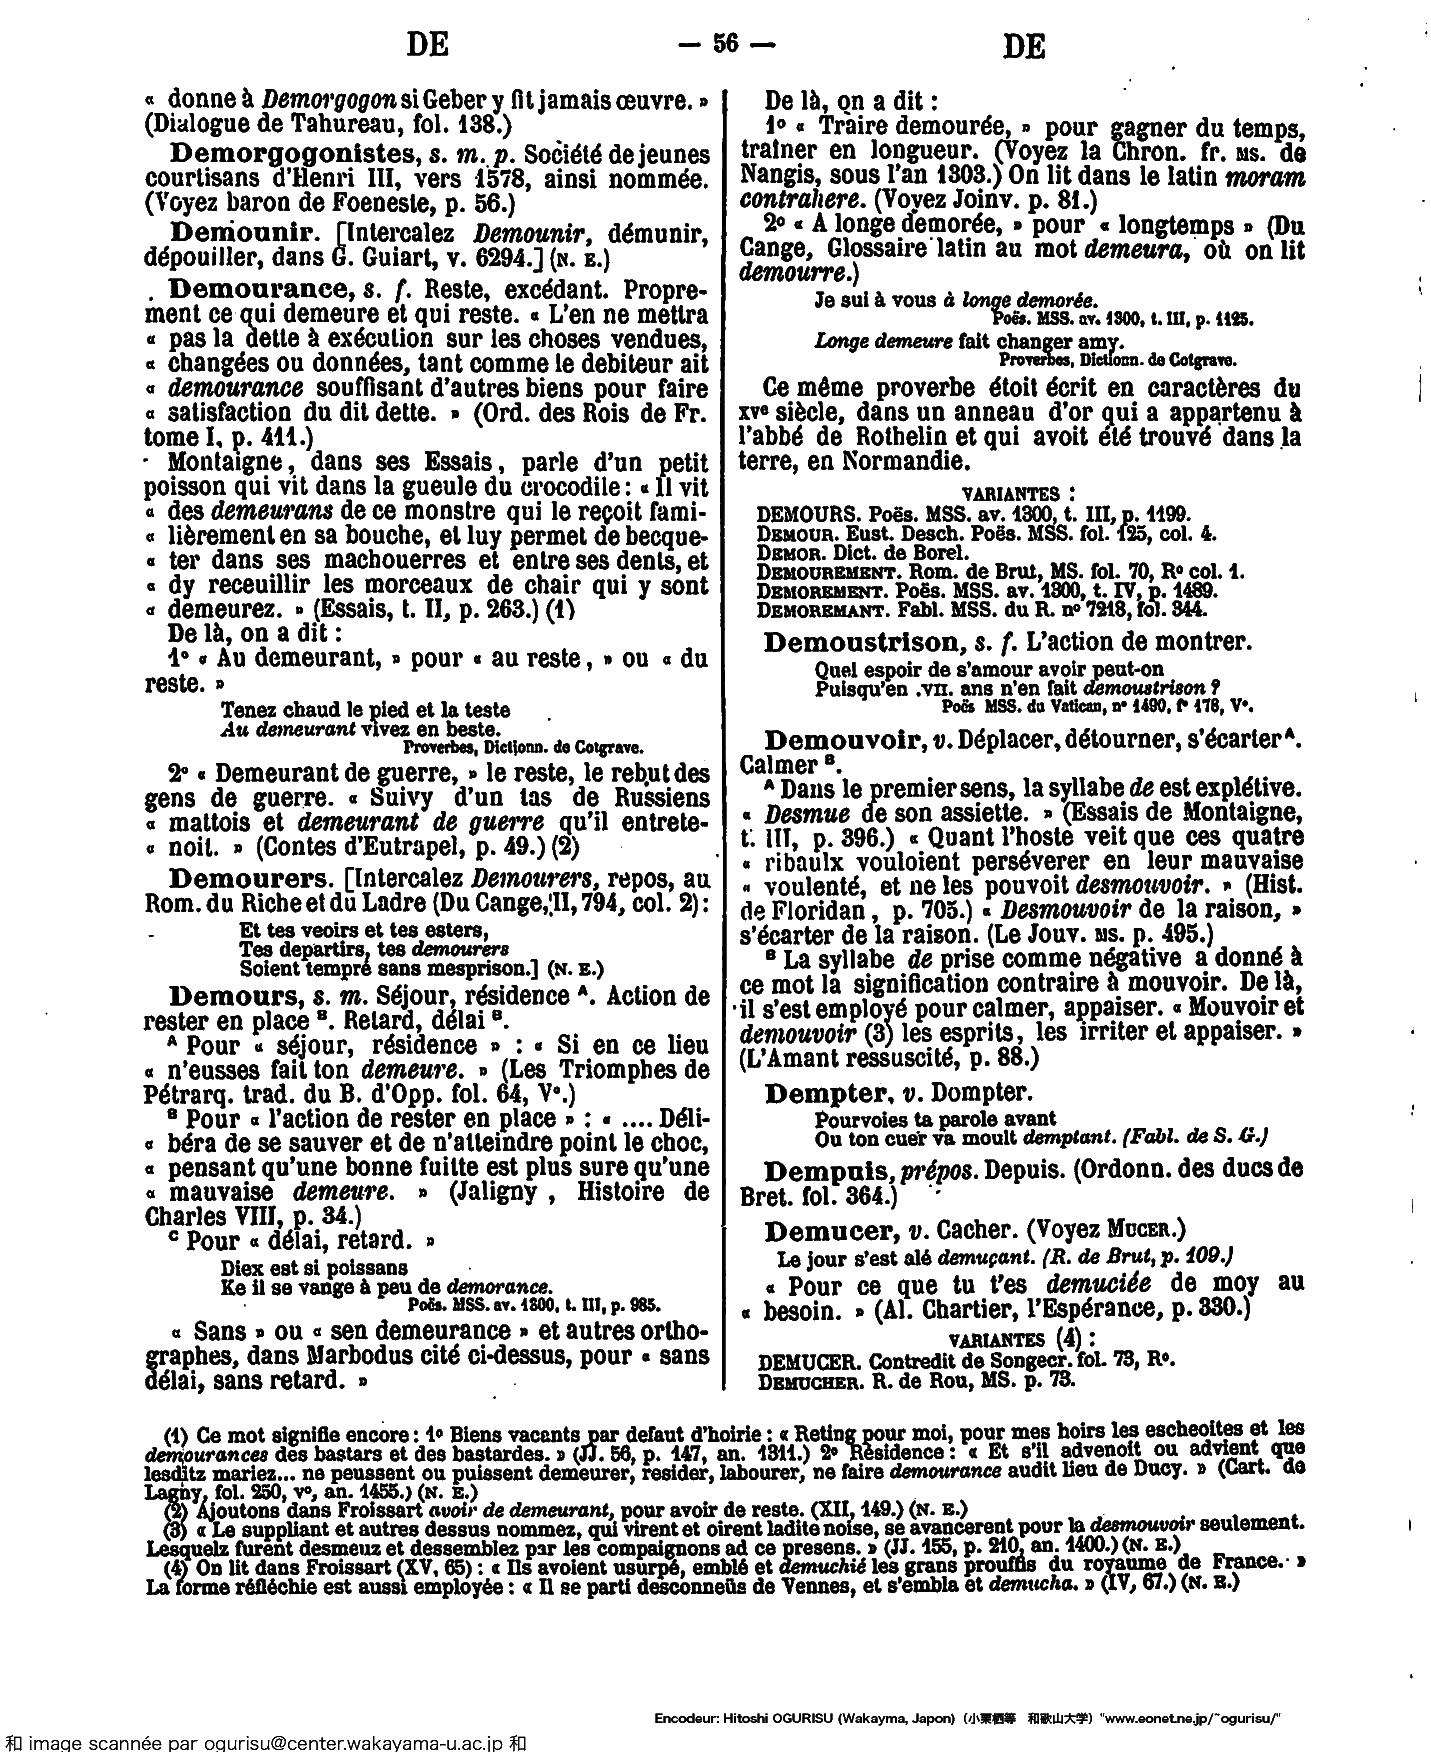 DE — 56 — DE
« donne à Demorgogon si Geber y fit jamais œuvre. »
(Dialogue de Tahureau, fol. 138.)
Demorgogonistes, s. m. p. Société de jeunes
courtisans d'Henri III, vers 1578, ainsi nommée.
(Voyez baron de Foeneste, p. 56.)
Demounir. [Intercalez Demounir, démunir,
dépouiller, dans G. Guiart, v. 6294.] (N. E.)
Demourance, s. f. Reste, excédant. Propre-
ment ce qui demeure et qui reste. « L'en ne mettra
« pas la dette à exécution sur les choses vendues,
« changées ou données, tant comme le debiteur ait
« demourance souffisant d'autres biens pour faire
« satisfaction du dit dette. » (Ord. des Rois de Fr.
tome I, p. 411.)
Montaigne, dans ses Essais, parle d'un petit
poisson qui vit dans la gueule du crocodile : « Il vit
« des demeurans de ce monstre qui le reçoit fami-
« lièrement en sa bouche, et luy permet de becque-
« ter dans ses machouerres et entre ses dents, et
« dy receuillir les morceaux de chair qui y sont
« demeurez. » (Essais, t. II, p. 263.) (1)
De là, on a dit :
1º « Au demeurant, » pour « au reste, » ou « du
reste. »
Tenez chaud le pied et la teste
Au demeurant vivez en beste.
Proverbes, Dictionn. de Cotgrave.
2º « Demeurant de guerre, » le reste, le rebut des
gens de guerre. « Suivy d'un tas de Russiens
« mattois et demeurant de guerre qu'il entrete-
« noit. » (Contes d'Eutrapel, p. 49.) (2)
Demourers. [Intercalez Demourers, repos, au
Rom. du Riche et du Ladre (Du Cange, II, 794, col. 2) :
Et tes veoirs et tes esters,
Tes departirs, tes demourers
Soient tempré sans mesprison.] (N. E.)
Demours, s. m. Séjour, résidence A. Action de
rester en place B. Retard, délai B.
A Pour « séjour, résidence » : « Si en ce lieu
« n'eusses fait ton demeure. » (Les Triomphes de
Pétrarq. trad. du B. d'Opp. fol. 64, Vº.)
B Pour « l'action de rester en place » : « .... Déli-
« béra de se sauver et de n'atteindre point le choc,
« pensant qu'une bonne fuitte est plus sure qu'une
« mauvaise demeure. » (Jaligny, Histoire de
Charles VIII, p. 34.)
C Pour « délai, retard. »
Diex est si poissans
Ke il se vange à peu de demorance.
Poës. MSS. av. 1300, t. III, p. 985.
« Sans » ou « sen demeurance » et autres ortho-
graphes, dans Marbodus cité ci-dessus, pour « sans
délai, sans retard. »
De là, on a dit :
1º « Traire demourée, » pour gagner du temps,
traîner en longueur. (Voyez la Chron. fr. MS. de
Nangis, sous l'an 1303.) On lit dans le latin moram
contrahere. (Voyez Joinv. p. 81.)
2º « A longe demorée, » pour « longtemps » (Du
Cange, Glossaire latin au mot demeura, où on lit
demourre.)
Je sui à vous à longe demorée.
Poës. MSS. av. 1300, t. III, p. 1125.
Longe demeure fait changer amy.
Proverbes, Dictionn. de Cotgrave.
Ce même proverbe étoit écrit en caractères du
XVe siècle, dans un anneau d'or qui a appartenu à
l'abbé de Rothelin et qui avoit été trouvé dans la
terre, en Normandie.
VARIANTES :
DEMOURS. Poës. MSS. av. 1300, t. III, p. 1199.
DEMOUR. Eust. Desch. Poës. MSS. fol. 125, col. 4.
DEMOR. Dict. de Borel.
DEMOUREMENT. Rom. de Brut, MS. fol. 70, Rº col. 1.
DEMOREMENT. Poës. MSS. av. 1300, t. IV, p. 1489.
DEMOREMANT. Fabl. MSS. du R. nº 7218, fol. 344.
Demoustrison, s. f. L'action de montrer.
Quel espoir de s'amour avoir peut-on
Puisqu'en .VII. ans n'en fait demoustrison ?
Poës MSS. du Vatican, nº 1490, fº 178, Vº.
Demouvoir, v. Déplacer, détourner, s'écarter A.
Calmer B.
A Dans le premier sens, la syllabe de est explétive.
« Desmue de son assiette. » (Essais de Montaigne,
t. III, p. 396.) « Quant l'hoste veit que ces quatre
« ribaulx vouloient perséverer en leur mauvaise
« voulenté, et ne les pouvoit desmouvoir. » (Hist.
de Floridan, p. 705.) « Desmouvoir de la raison, »
s'écarter de la raison. (Le Jouv. MS. p. 495.)
B La syllabe de prise comme négative a donné à
ce mot la signification contraire à mouvoir. De là,
il s'est employé pour calmer, appaiser. « Mouvoir et
demouvoir (3) les esprits, les irriter et appaiser. »
(L'Amant ressuscité, p. 88.)
Dempter, v. Dompter.
Pourvoies ta parole avant
Ou ton cuer va moult demptant. (Fabl. de S. G.)
Dempuis, prépos. Depuis. (Ordonn. des ducs de
Bret. fol. 364.)
Demucer, v. Cacher. (Voyez MUCER.)
Le jour s'est alé demuçant. (R. de Brut, p. 109.)
« Pour ce que tu t'es demuciée de moy au
« besoin. » (Al. Chartier, l'Espérance, p. 330.)
VARIANTES (4) :
DEMUCER. Contredit de Songecr. fol. 73, Rº.
DEMUCHER. R. de Rou, MS. p. 73.
(1) Ce mot signifie encore : 1º Biens vacants par defaut d'hoirie : « Reting pour moi, pour mes hoirs les escheoites et les
demourances des bastars et des bastardes. » (JJ. 56, p. 147, an. 1311.) 2º Résidence : « Et s'il advenoit ou advient que
lesditz mariez... ne peussent ou puissent demeurer, resider, labourer, ne faire demourance audit lieu de Ducy. » (Cart. de
Lagny, fol. 250, vº, an. 1455.) (N. E.)
(2) Ajoutons dans Froissart avoir de demeurant, pour avoir de reste. (XII, 149.) (N. E.)
(3) « Le suppliant et autres dessus nommez, qui virent et oirent ladite noise, se avancerent pour la desmouvoir seulement.
Lesquelz furent desmeuz et dessemblez par les compaignons ad ce presens. » (JJ. 155, p. 210, an. 1400.) (N. E.)
(4) On lit dans Froissart (XV, 65) : « Ils avoient usurpé, emblé et demuchié les grans prouffis du royaume de France. »
La forme réfléchie est aussi employée : « Il se parti desconneüs de Vennes, et s'embla et demucha. » (IV, 67.) (N. E.)
Encodeur: Hitoshi OGURISU (Wakayma, Japon) (小栗栖等 和歌山大学) "www.eonet.ne.jp/~ogurisu/"
和 image scannée par ogurisu@center.wakayama-u.ac.jp 和